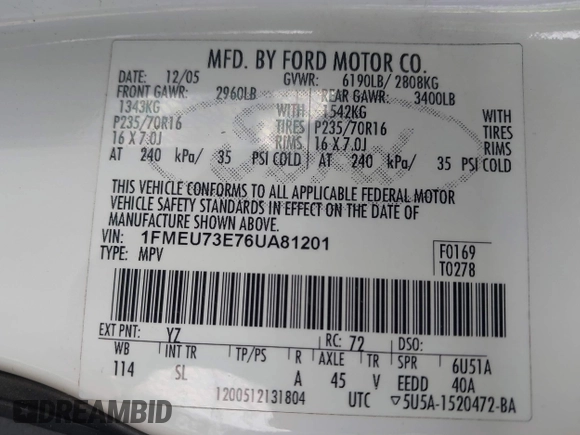 MFD. BY FORD MOTOR CO.
DATE: 12/05 GVWR: 6190LB/ 2808KG
FRONT GAWR: 2960LB REAR GAWR: 3400LB
1343KG WITH 1542KG WITH
P235/70R16 TIRES P235/70R16 TIRES
16 X 7.0J RIMS 16 X 7.0J RIMS
AT 240 kPa/ 35 PSI COLD AT 240 kPa/ 35 PSI COLD
THIS VEHICLE CONFORMS TO ALL APPLICABLE FEDERAL MOTOR
VEHICLE SAFETY STANDARDS IN EFFECT ON THE DATE OF
MANUFACTURE SHOWN ABOVE.
VIN: 1FMEU73E76UA81201 F0169
TYPE: MPV T0278
EXT PNT: YZ RC: 72 DSO:
WB INT TR TP/PS R AXLE TR SPR 6U51A
114 SL A 45 V EEDD 40A
1200512131804 UTC ▽5U5A-1520472-BA
Ford
DREAMBID DREAMBID